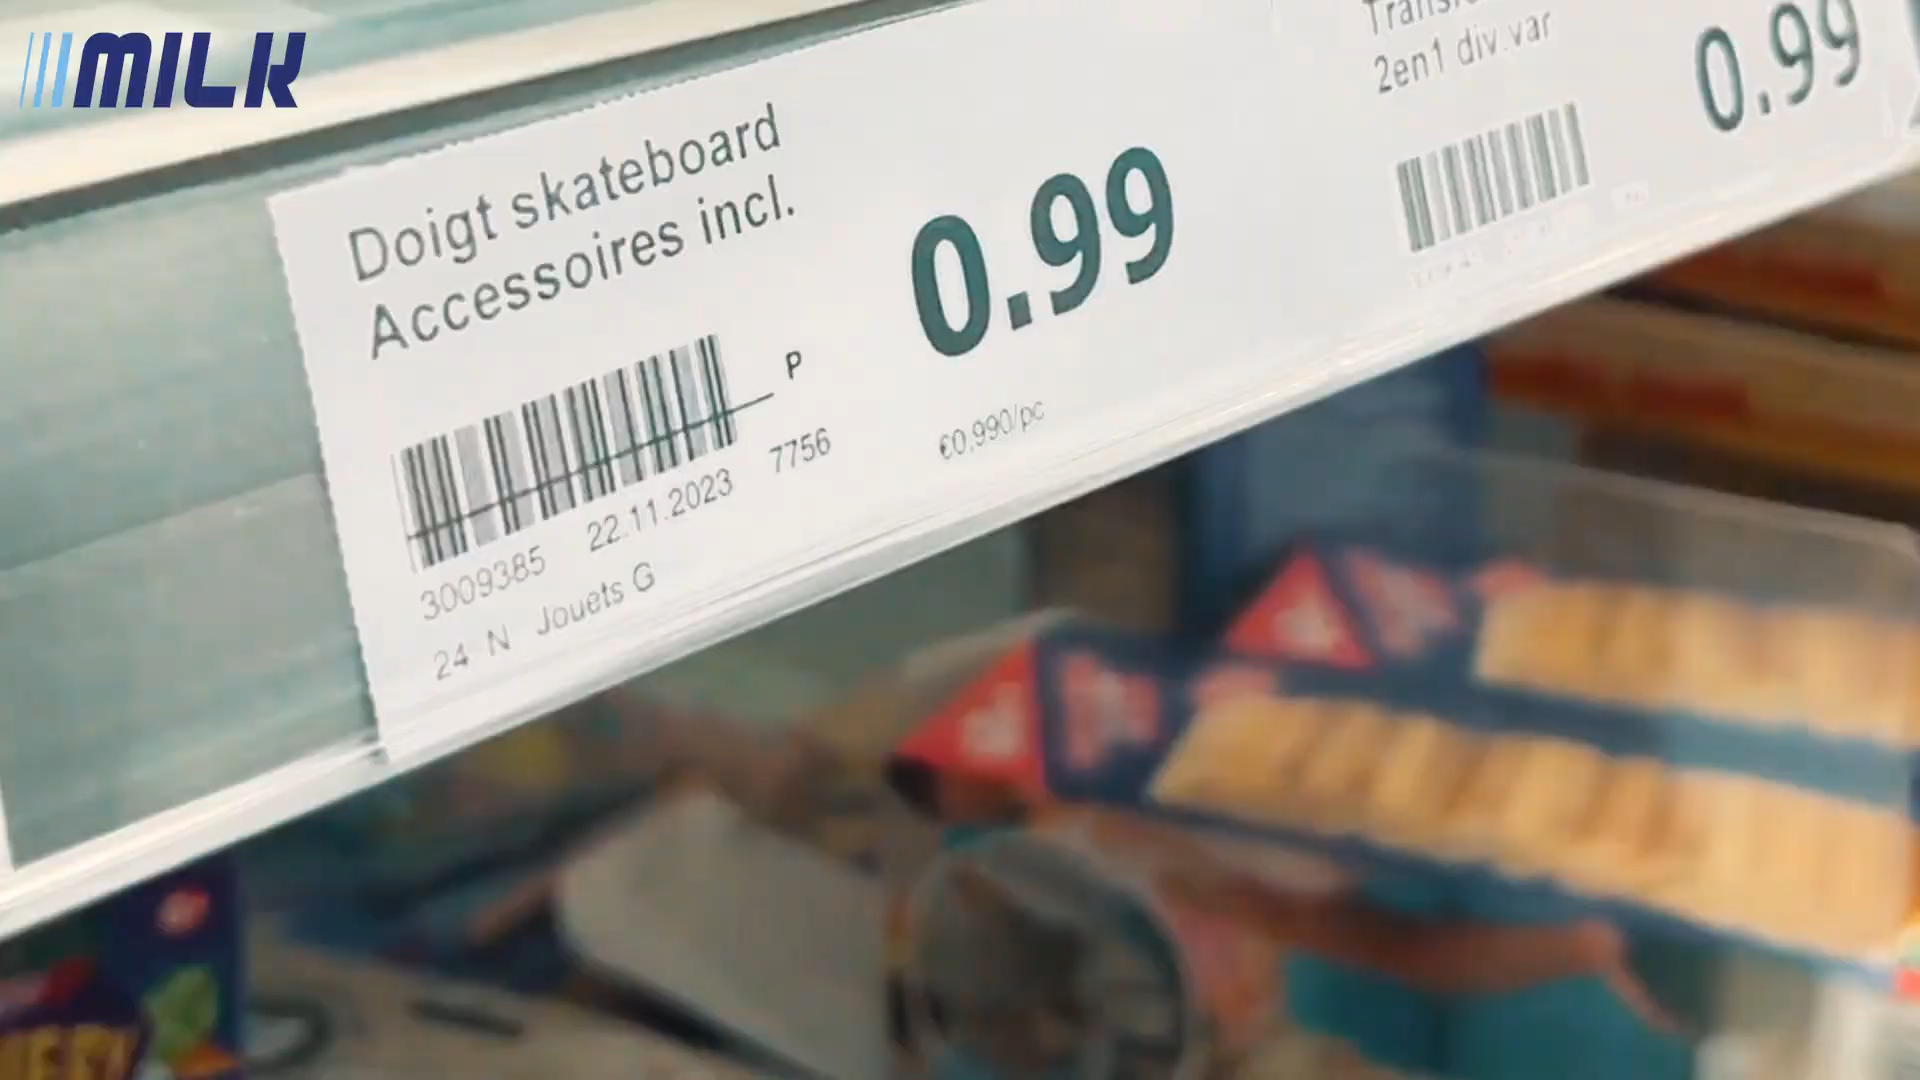 MILK
Doigt skateboard
Accessoires incl.
0.99
P
3009385 22.11.2023 7756
€0,990/pc
24 N Jouets G
2en1 div.var
0.99